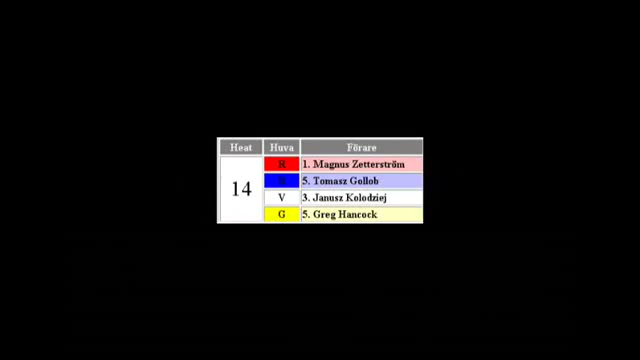 Heat Huva Förare
14
R 1. Magnus Zetterström
5. Tomasz Gollob
V 3. Janusz Kolodziej
G 5. Greg Hancock